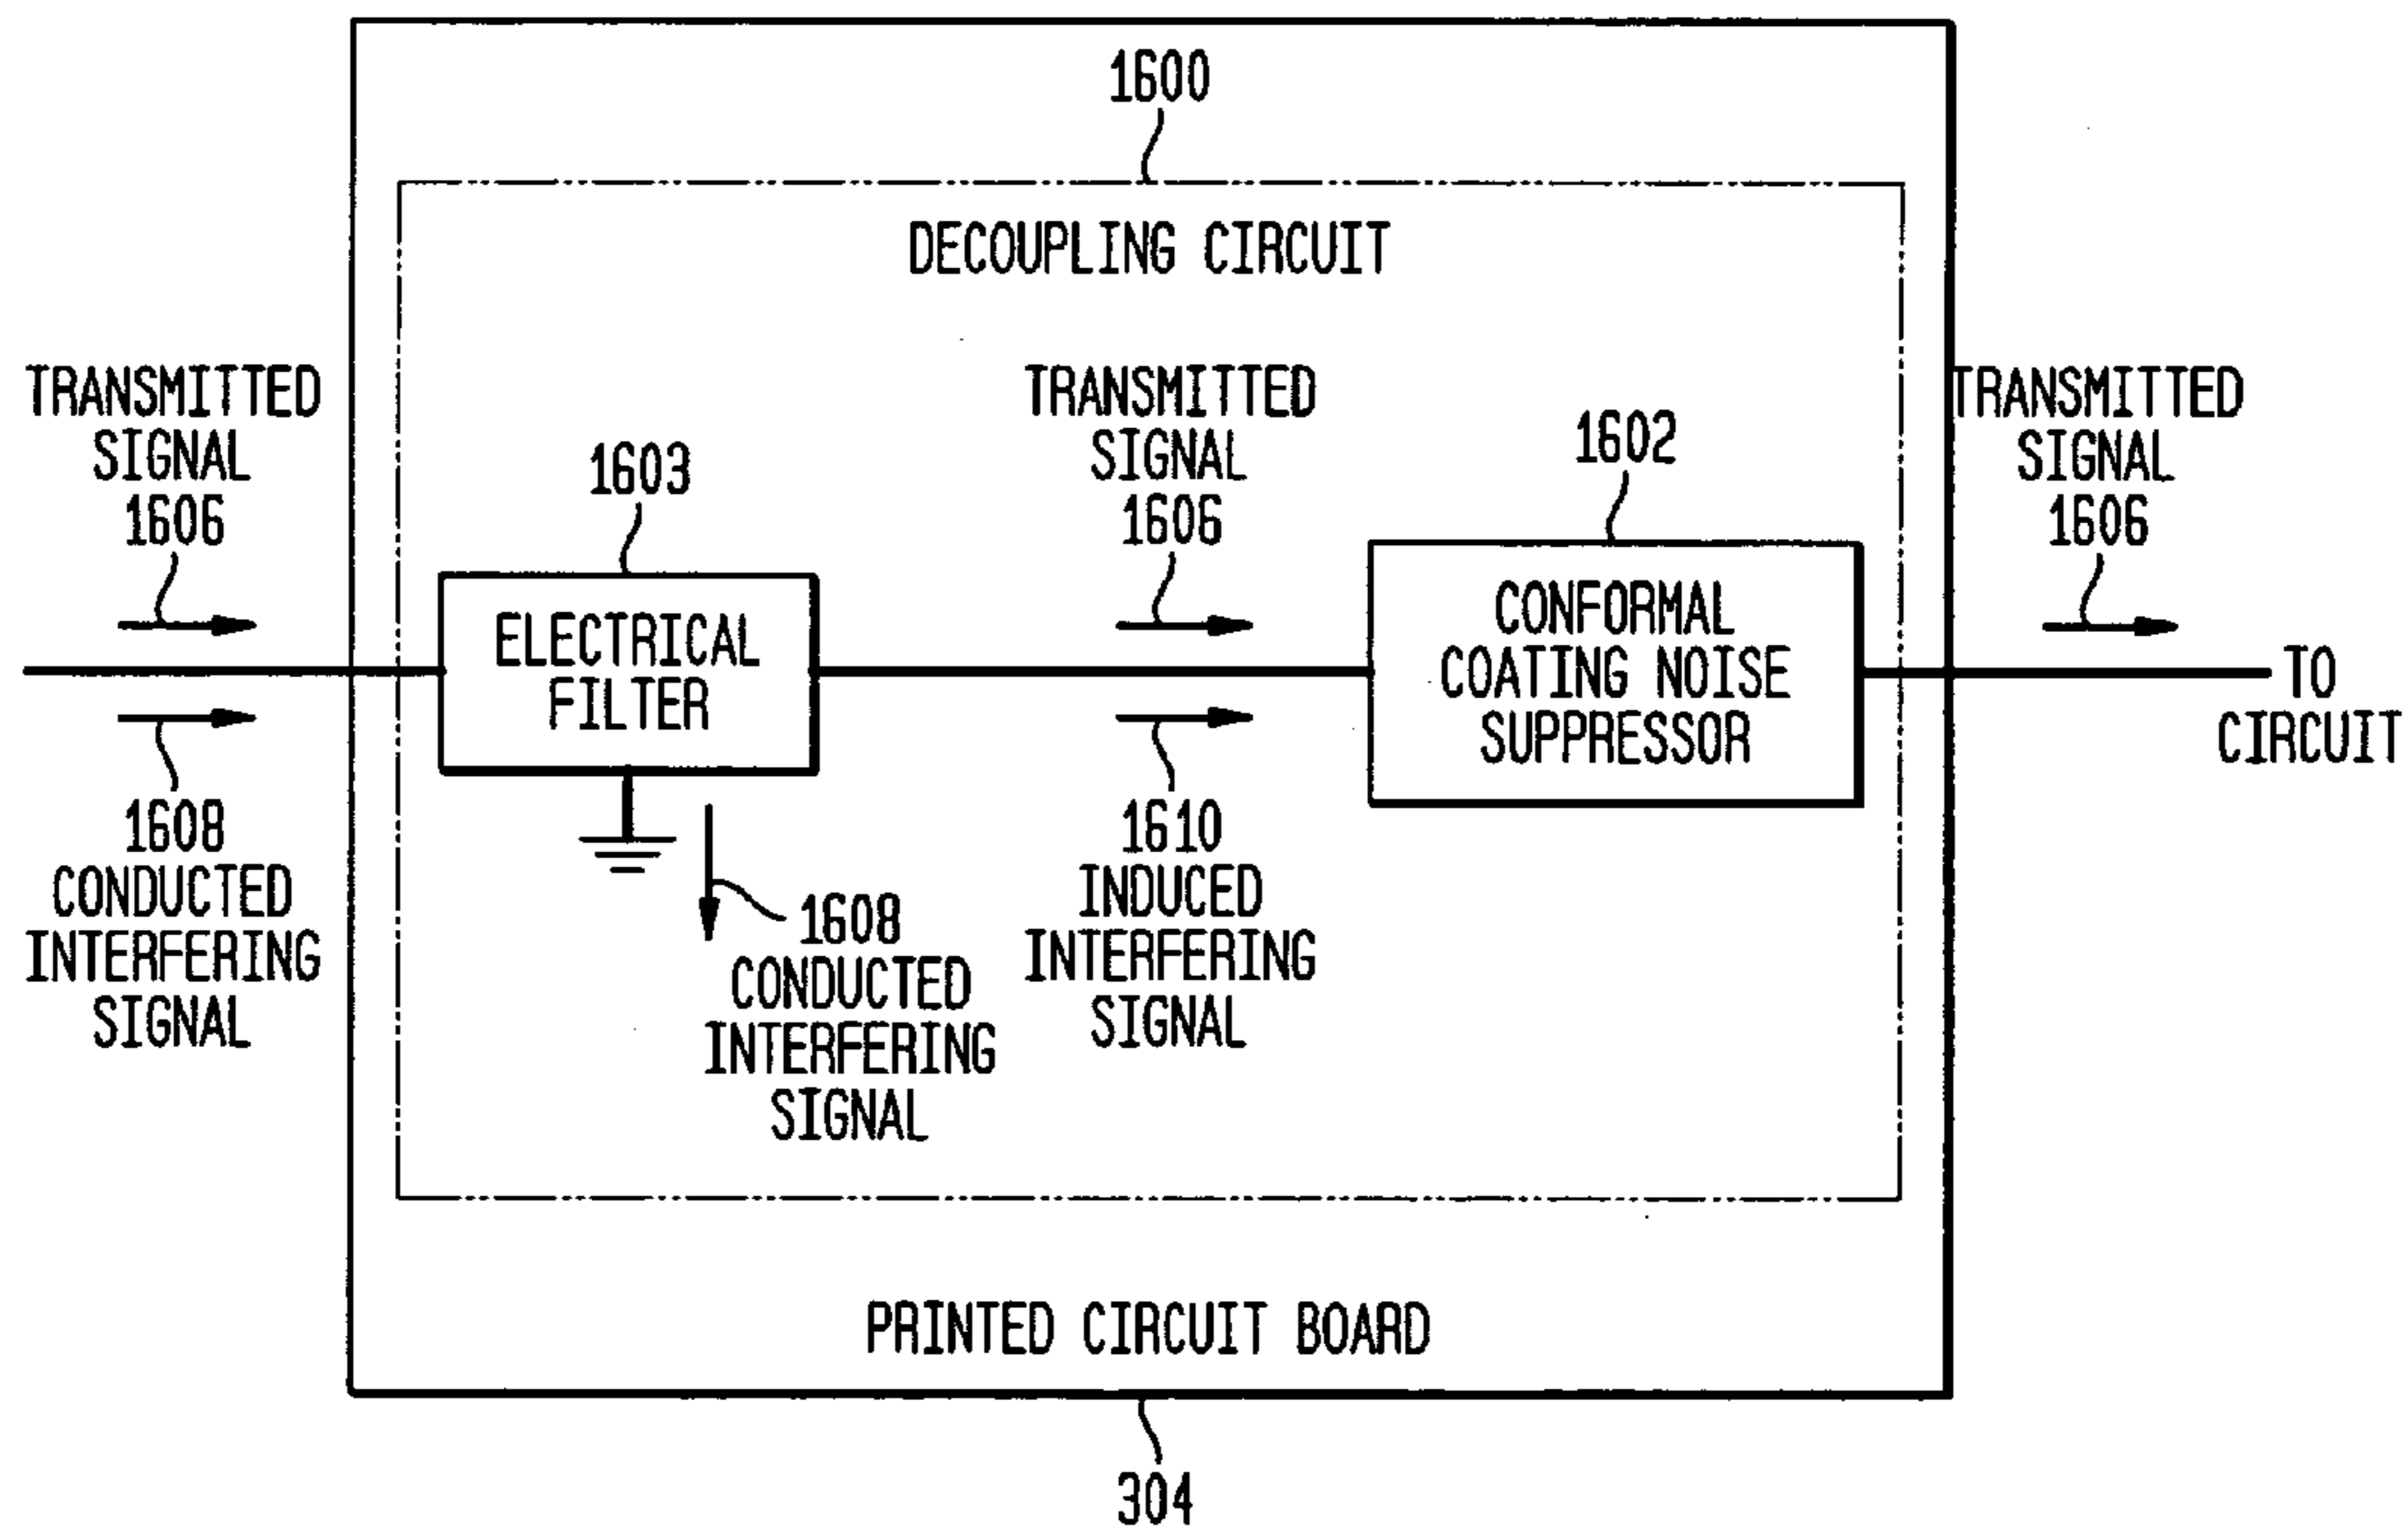 1600
DECOUPLING CIRCUIT
TRANSMITTED
SIGNAL
1606
1608
CONDUCTED
INTERFERING
SIGNAL
1603
ELECTRICAL
FILTER
1608
CONDUCTED
INTERFERING
SIGNAL
TRANSMITTED
SIGNAL
1606
1610
INDUCED
INTERFERING
SIGNAL
1602
CONFORMAL
COATING NOISE
SUPPRESSOR
TRANSMITTED
SIGNAL
1606
TO
CIRCUIT
PRINTED CIRCUIT BOARD
304